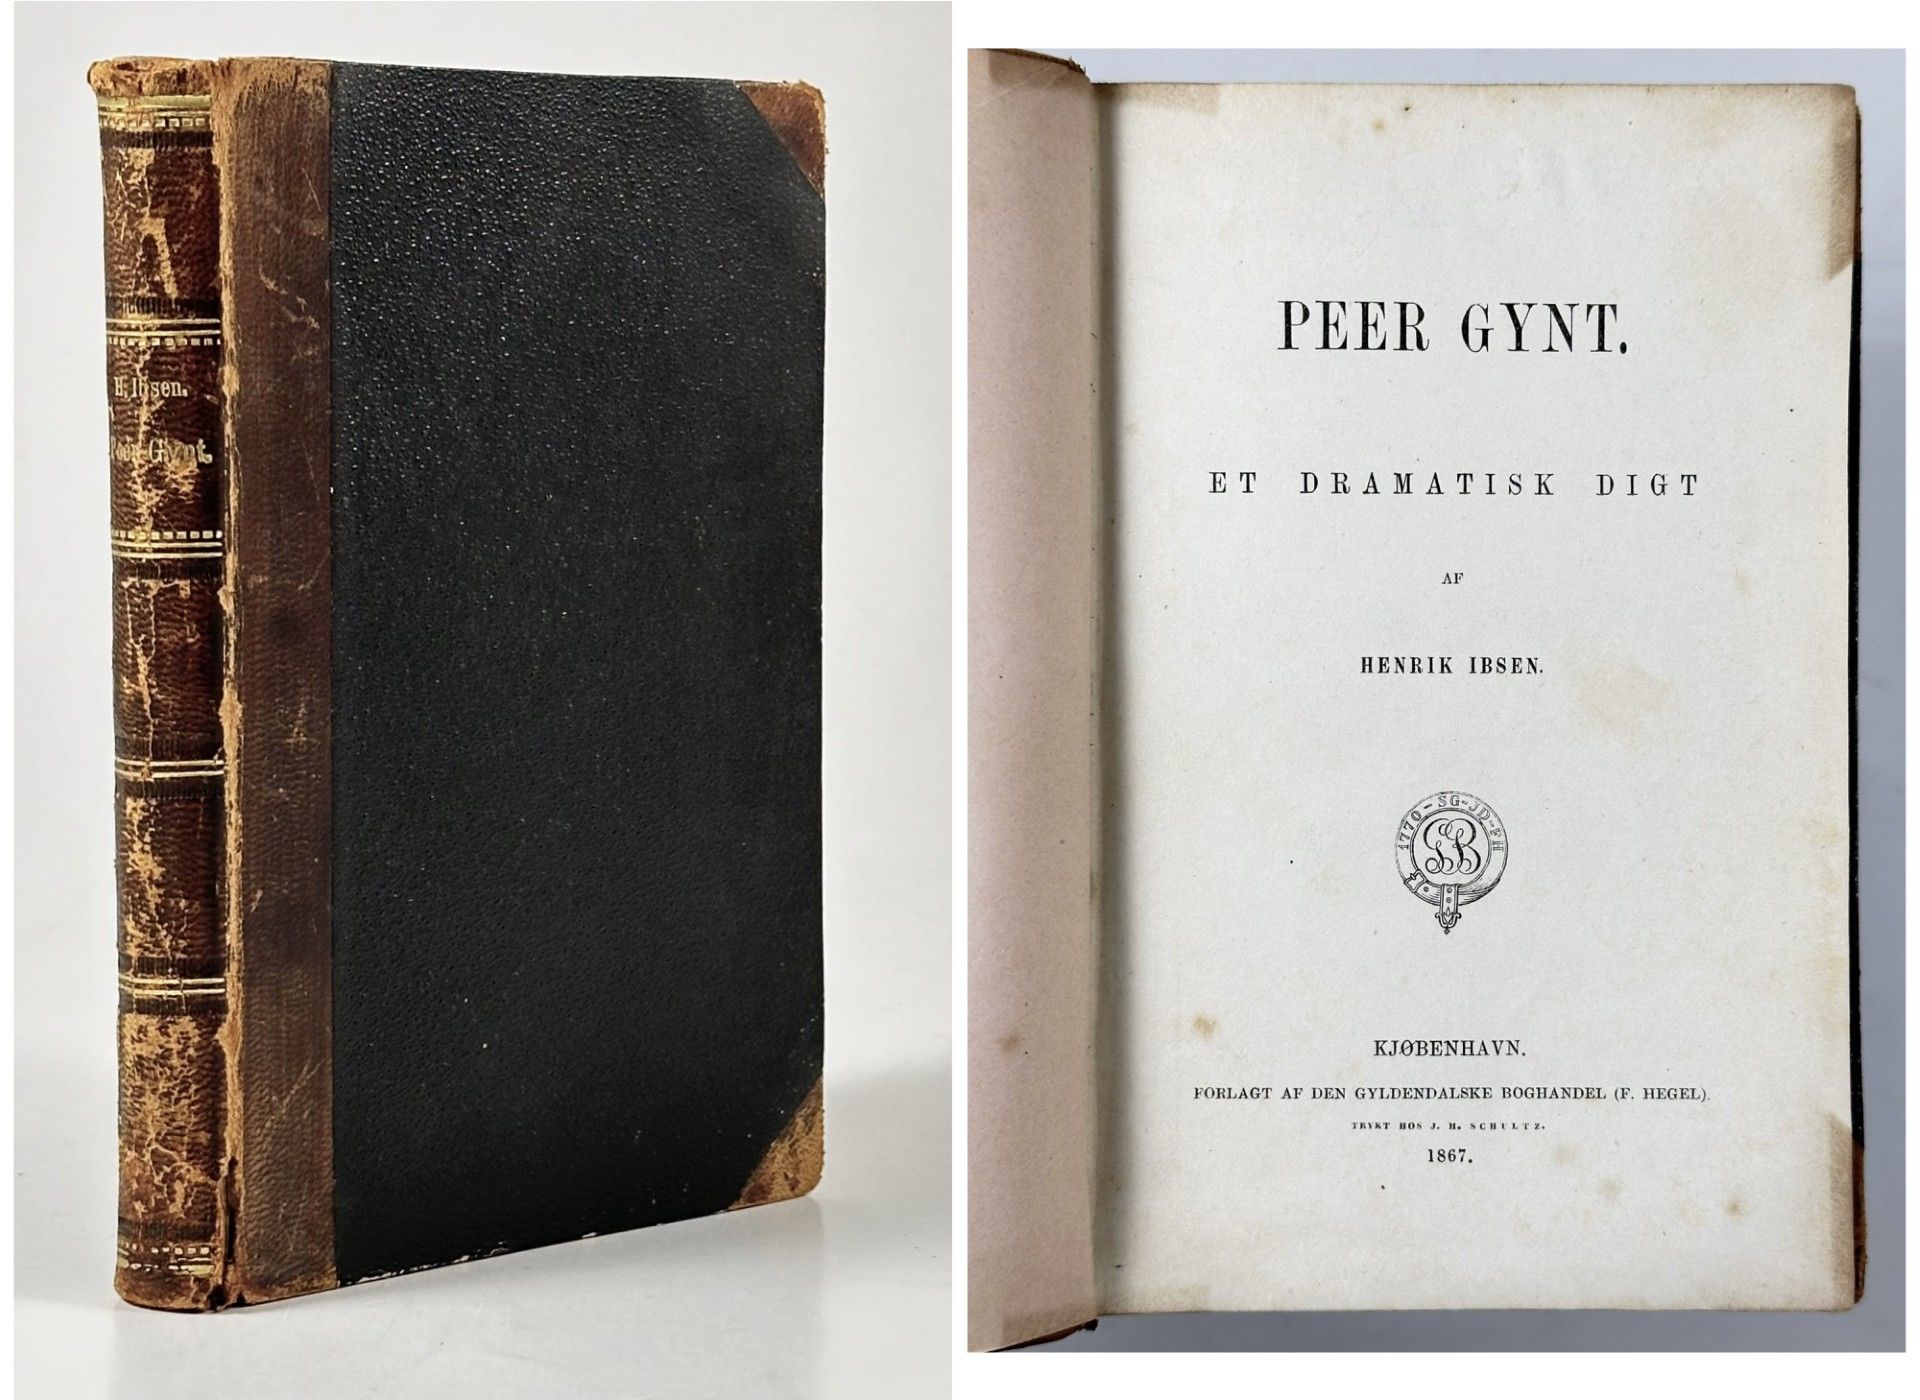 H. Ibsen.
Peer Gynt.
PEER GYNT.
ET DRAMATISK DIGT
AF
HENRIK IBSEN.
1770-SG-JD-FH
GB
KJØBENHAVN.
FORLAGT AF DEN GYLDENDALSKE BOGHANDEL (F. HEGEL).
TRYKT HOS J. H. SCHULTZ.
1867.